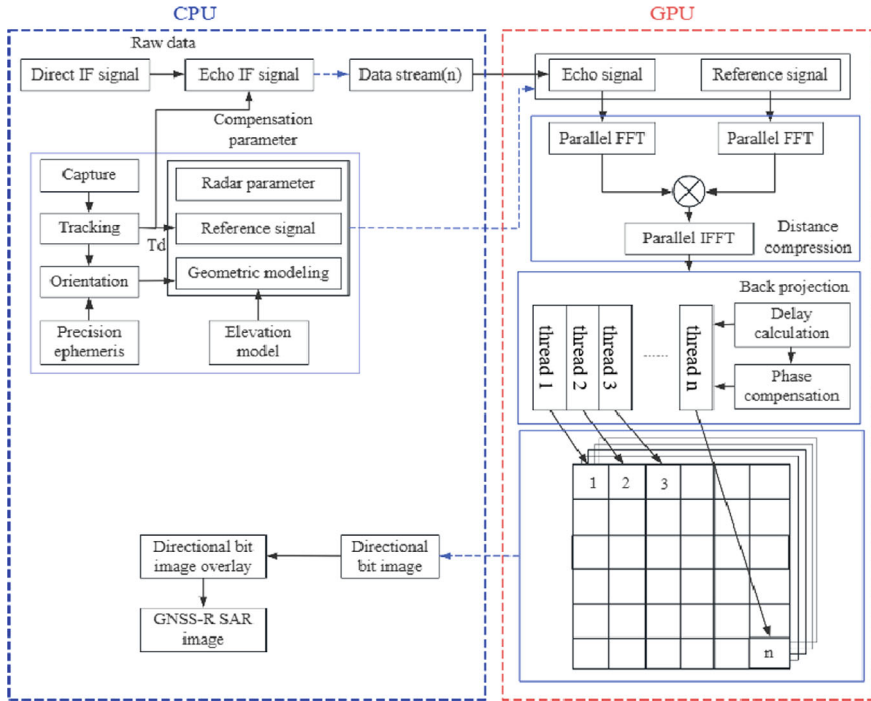 CPU
GPU
Raw data
Direct IF signal
Echo IF signal
Data stream(n)
Echo signal
Reference signal
Compensation
parameter
Parallel FFT
Parallel FFT
Capture
Radar parameter
Tracking
Td
Reference signal
Parallel IFFT
Distance
compression
Orientation
Geometric modeling
Back projection
Precision
ephemeris
Elevation
model
thread 1
thread 2
thread 3
......
thread n
Delay
calculation
Phase
compensation
1
2
3
n
Directional bit
image overlay
Directional
bit image
GNSS-R SAR
image